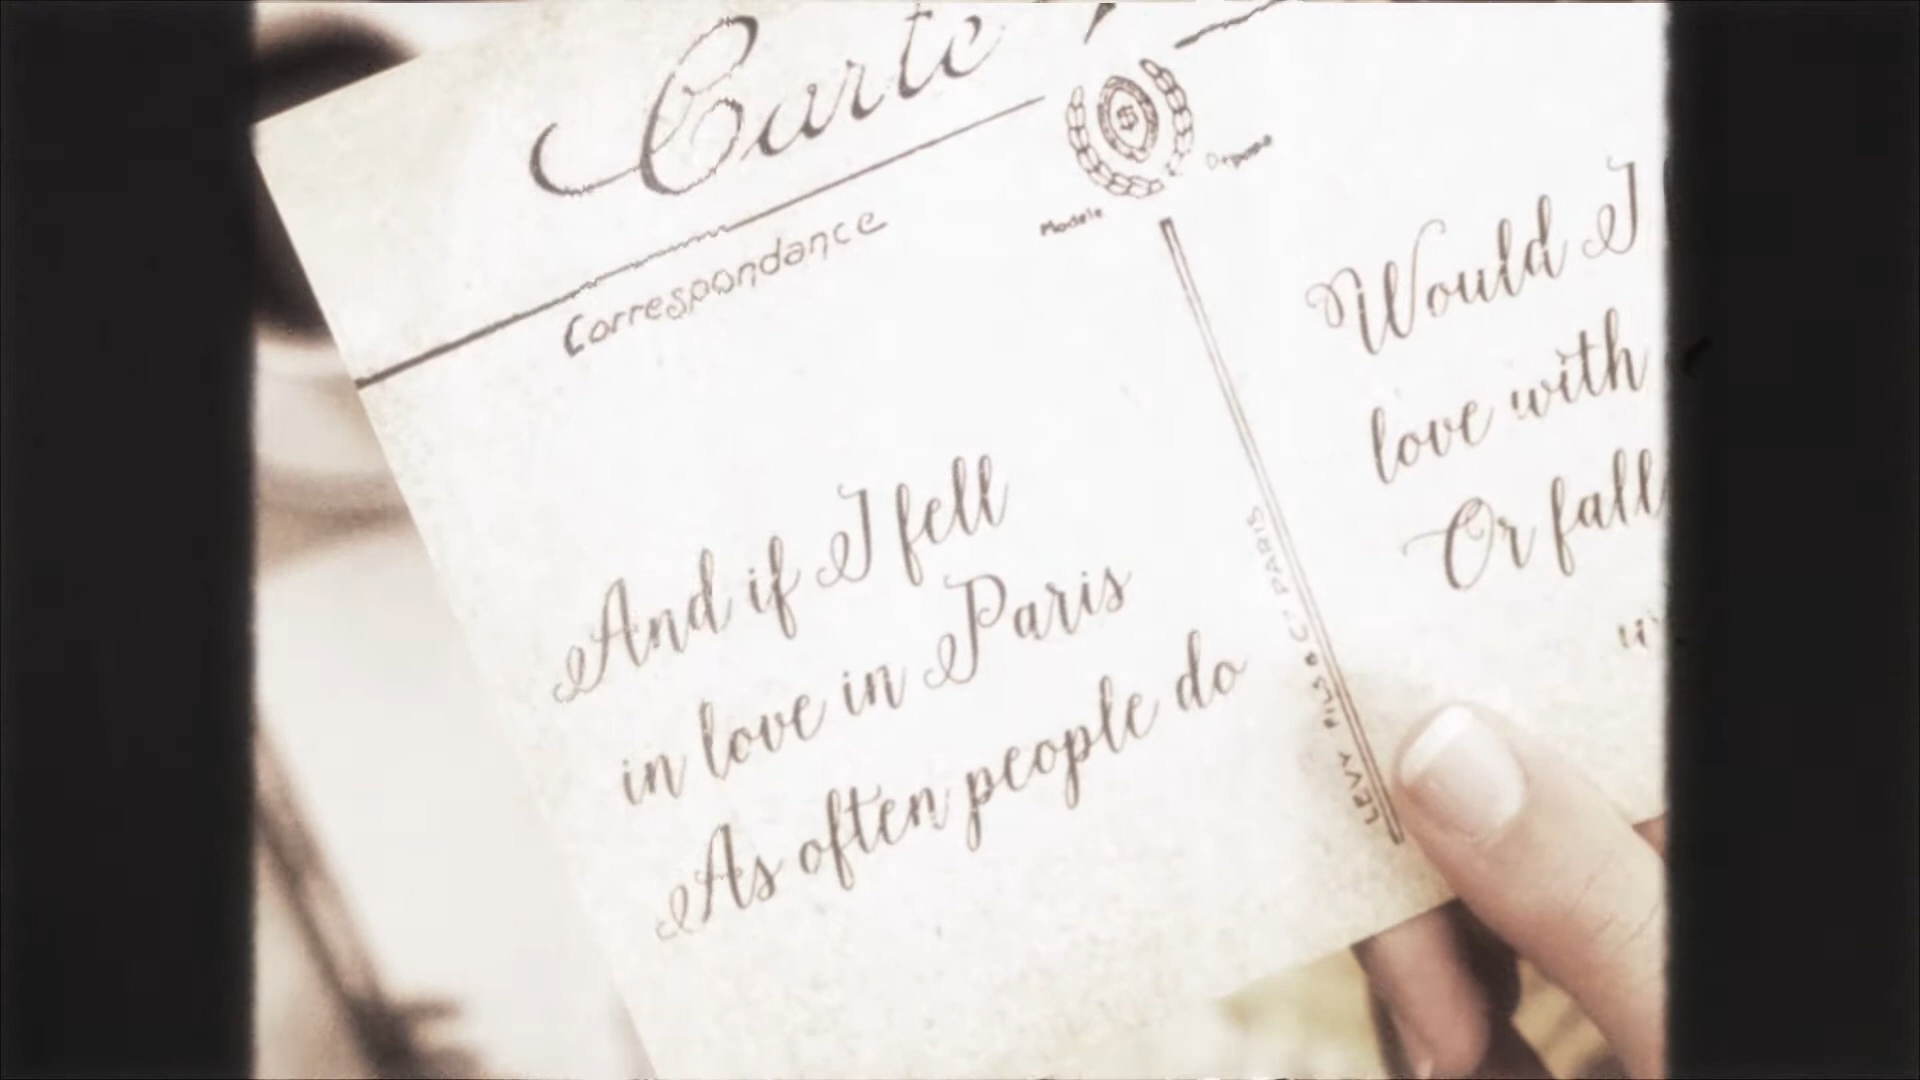 Carte
Correspondance
Modele
And if I fell
in love in Paris
As often people do
LEVY FILS & Cie PARIS
Would I
love with
Or fall